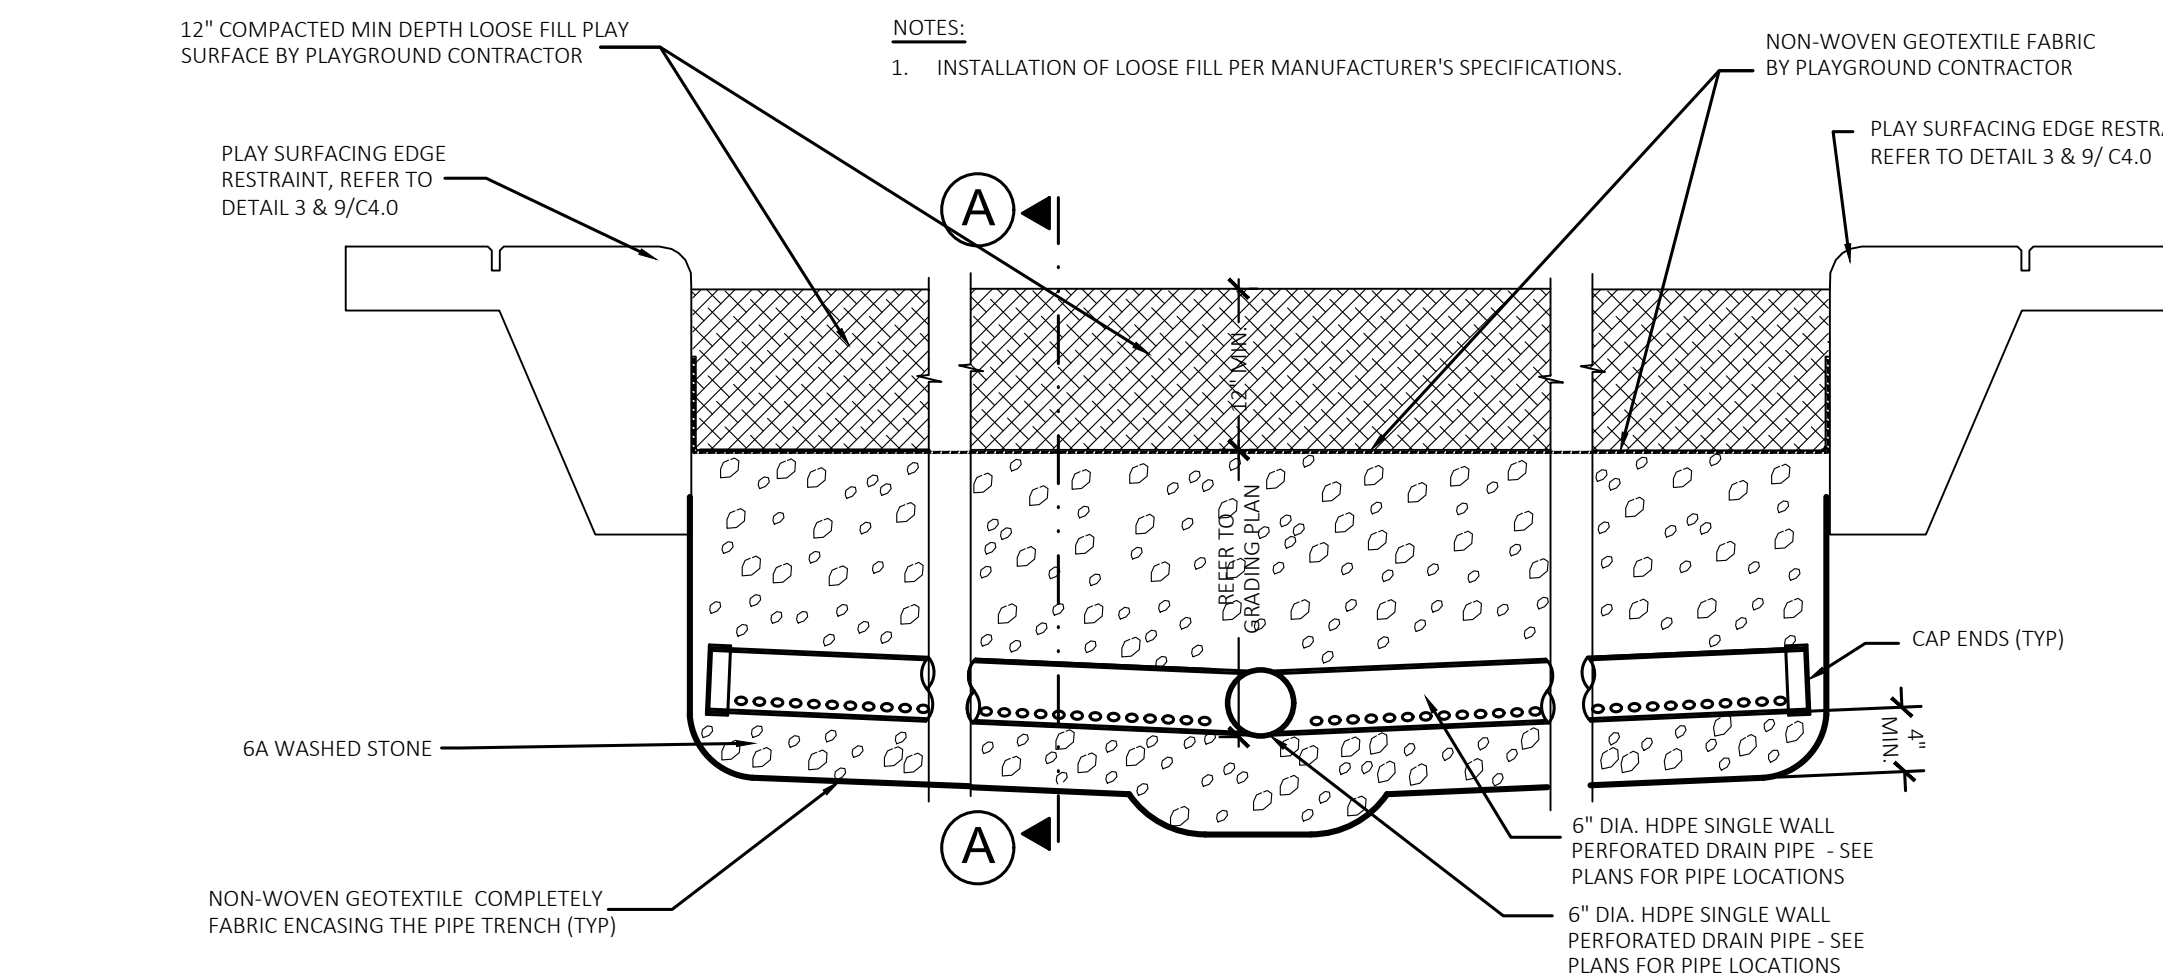 12" COMPACTED MIN DEPTH LOOSE FILL PLAY
SURFACE BY PLAYGROUND CONTRACTOR
NOTES:
1. INSTALLATION OF LOOSE FILL PER MANUFACTURER'S SPECIFICATIONS.
NON-WOVEN GEOTEXTILE FABRIC
BY PLAYGROUND CONTRACTOR
PLAY SURFACING EDGE
RESTRAINT, REFER TO
DETAIL 3 & 9/C4.0
PLAY SURFACING EDGE
REFER TO DETAIL 3 & 9/ C4.0
A
12" MIN.
REFER TO
GRADING PLAN
CAP ENDS (TYP)
6A WASHED STONE
4"
MIN.
A
6" DIA. HDPE SINGLE WALL
PERFORATED DRAIN PIPE - SEE
PLANS FOR PIPE LOCATIONS
NON-WOVEN GEOTEXTILE COMPLETELY
FABRIC ENCASING THE PIPE TRENCH (TYP)
6" DIA. HDPE SINGLE WALL
PERFORATED DRAIN PIPE - SEE
PLANS FOR PIPE LOCATIONS